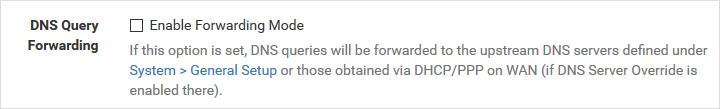 DNS Query Forwarding
Enable Forwarding Mode
If this option is set, DNS queries will be forwarded to the upstream DNS servers defined under
System > General Setup or those obtained via DHCP/PPP on WAN (if DNS Server Override is
enabled there).